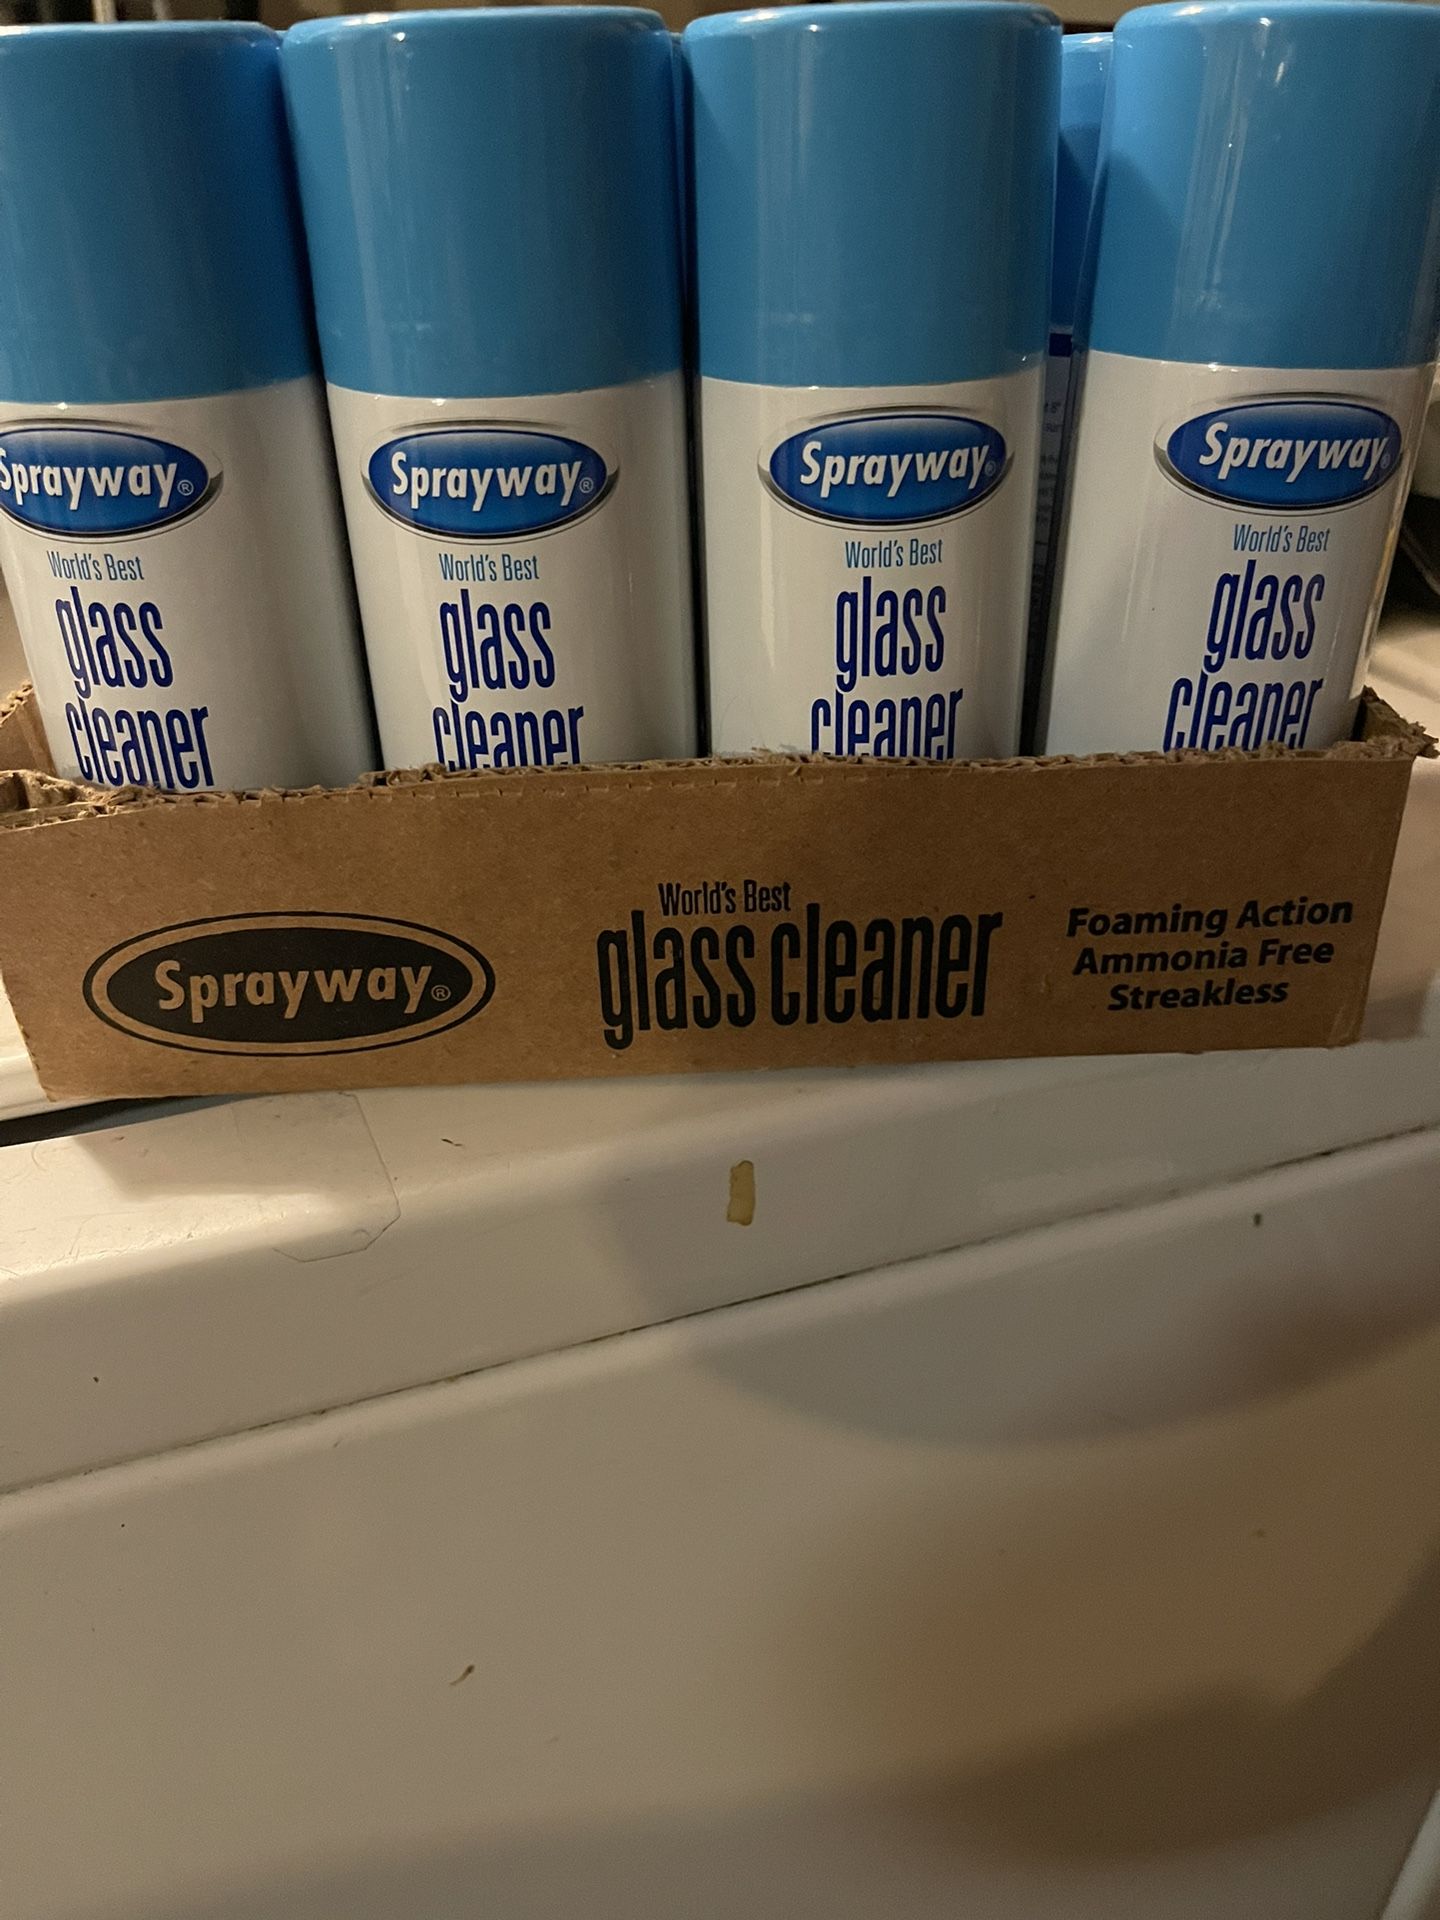 Sprayway®
World's Best
glass
cleaner
Sprayway®
World's Best
glass
cleaner
Sprayway®
World's Best
glass
cleaner
Sprayway®
World's Best
glass
cleaner
Sprayway®
World's Best
glass cleaner
Foaming Action
Ammonia Free
Streakless